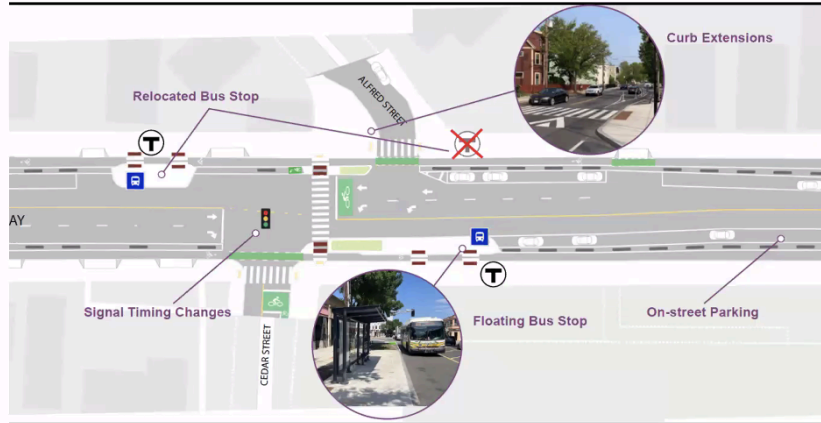 Curb Extensions
Relocated Bus Stop
ALFRED STREET
T
T
AY
Signal Timing Changes
Floating Bus Stop
T
On-street Parking
CEDAR STREET